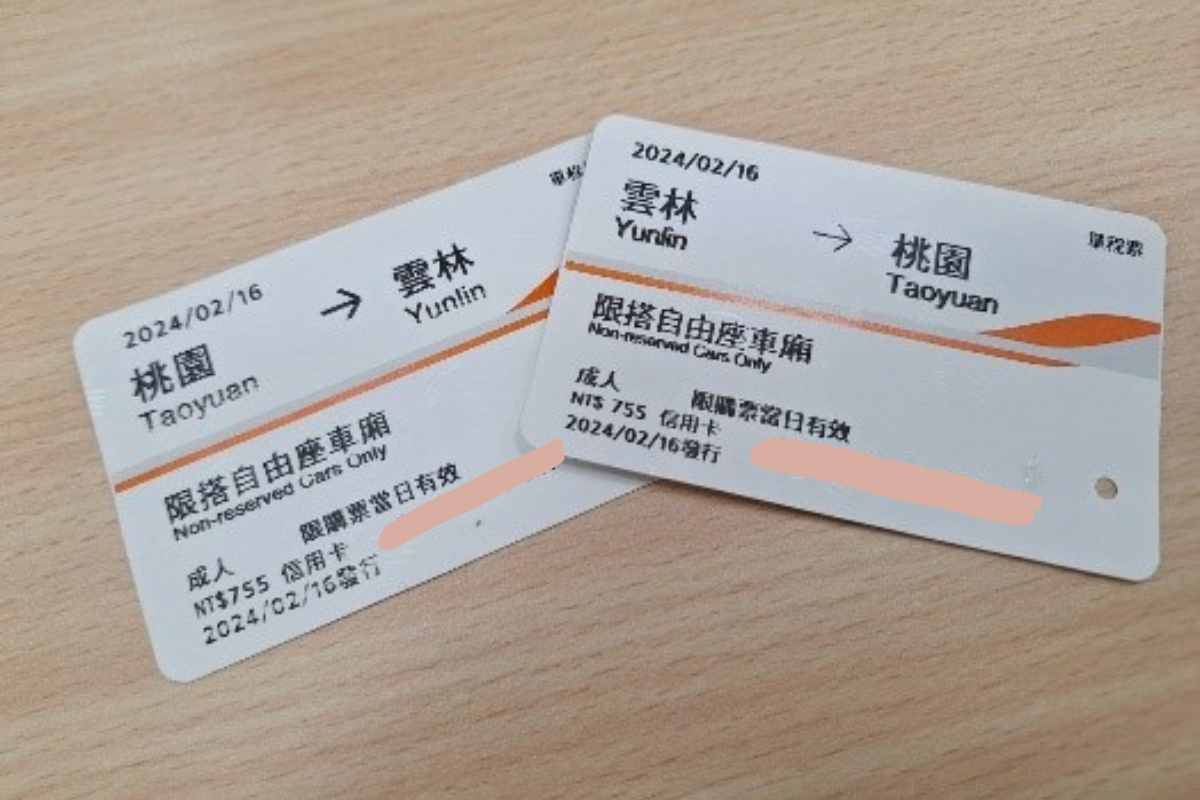 2024/02/16
桃園 → 雲林
Taoyuan Yunlin
限搭自由座車廂
Non-reserved Cars Only
成人 限購票當日有效
NT$755 信用卡
2024/02/16發行
2024/02/16
單程票
雲林 → 桃園
Yunlin Taoyuan
限搭自由座車廂
Non-reserved Cars Only
成人 限購票當日有效
NT$ 755 信用卡
2024/02/16發行